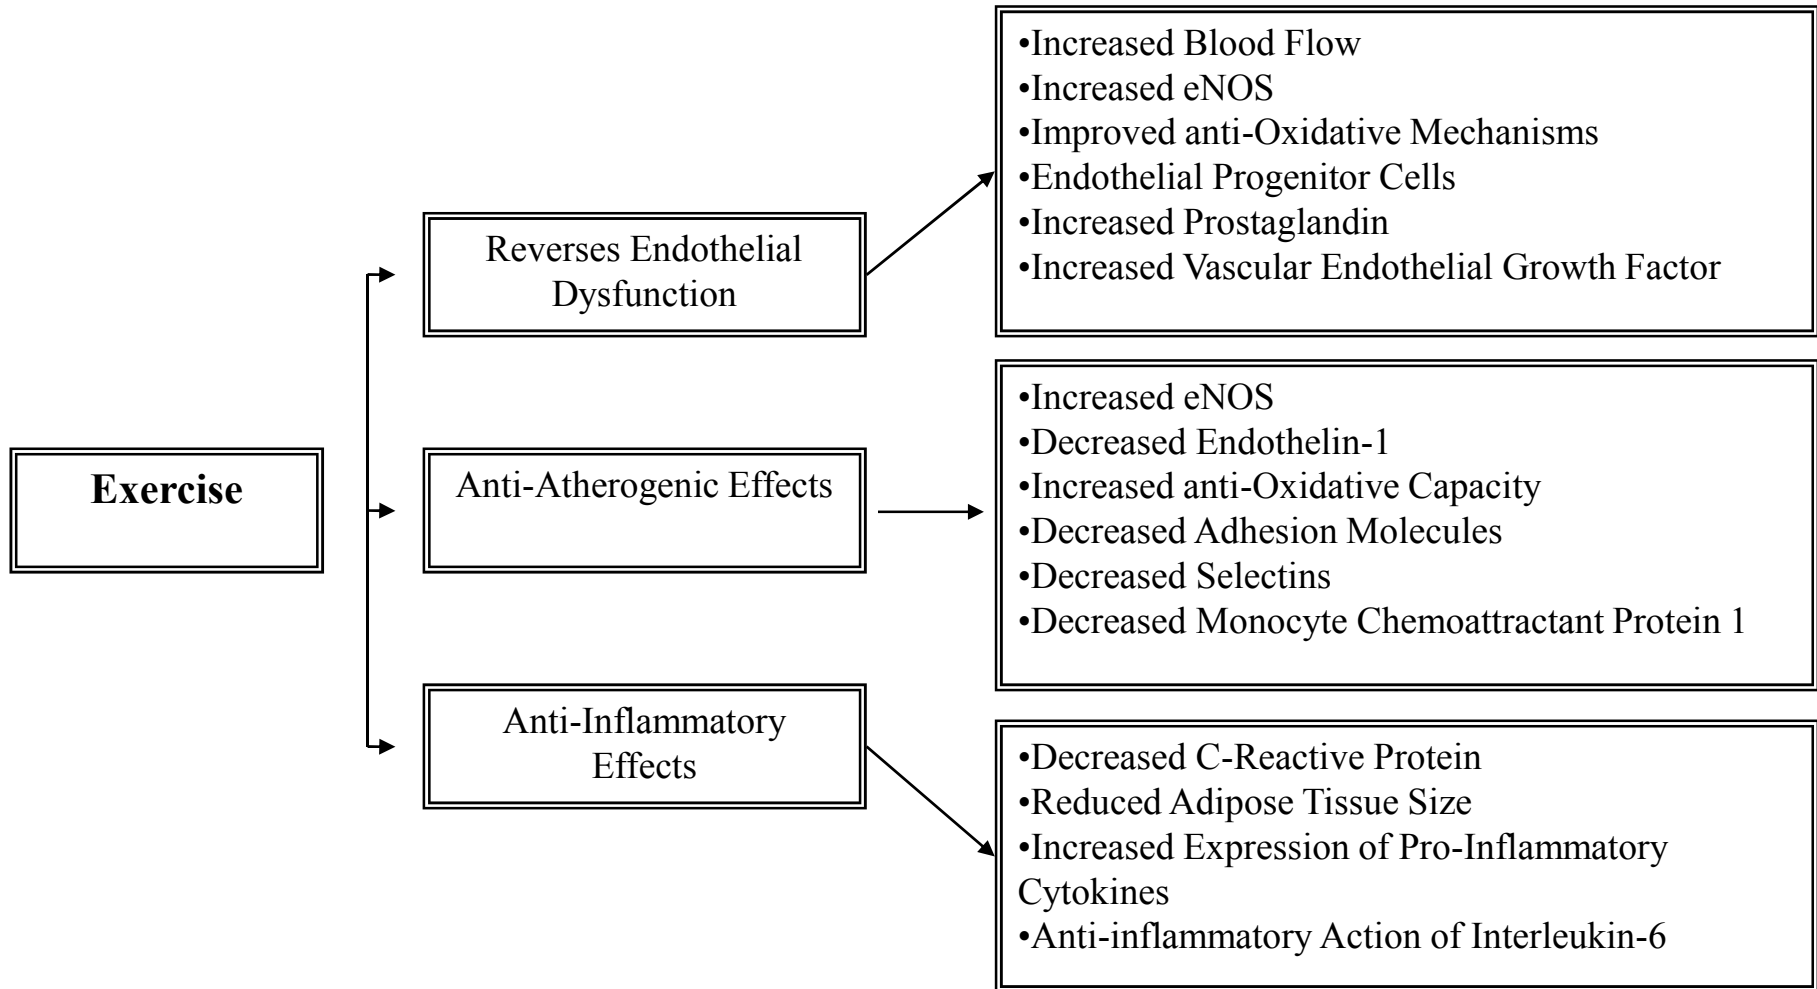 •Increased Blood Flow
•Increased eNOS
•Improved anti-Oxidative Mechanisms
•Endothelial Progenitor Cells
•Increased Prostaglandin
•Increased Vascular Endothelial Growth Factor
Reverses Endothelial
Dysfunction
Exercise
Anti-Atherogenic Effects
•Increased eNOS
•Decreased Endothelin-1
•Increased anti-Oxidative Capacity
•Decreased Adhesion Molecules
•Decreased Selectins
•Decreased Monocyte Chemoattractant Protein 1
Anti-Inflammatory
Effects
•Decreased C-Reactive Protein
•Reduced Adipose Tissue Size
•Increased Expression of Pro-Inflammatory
Cytokines
•Anti-inflammatory Action of Interleukin-6